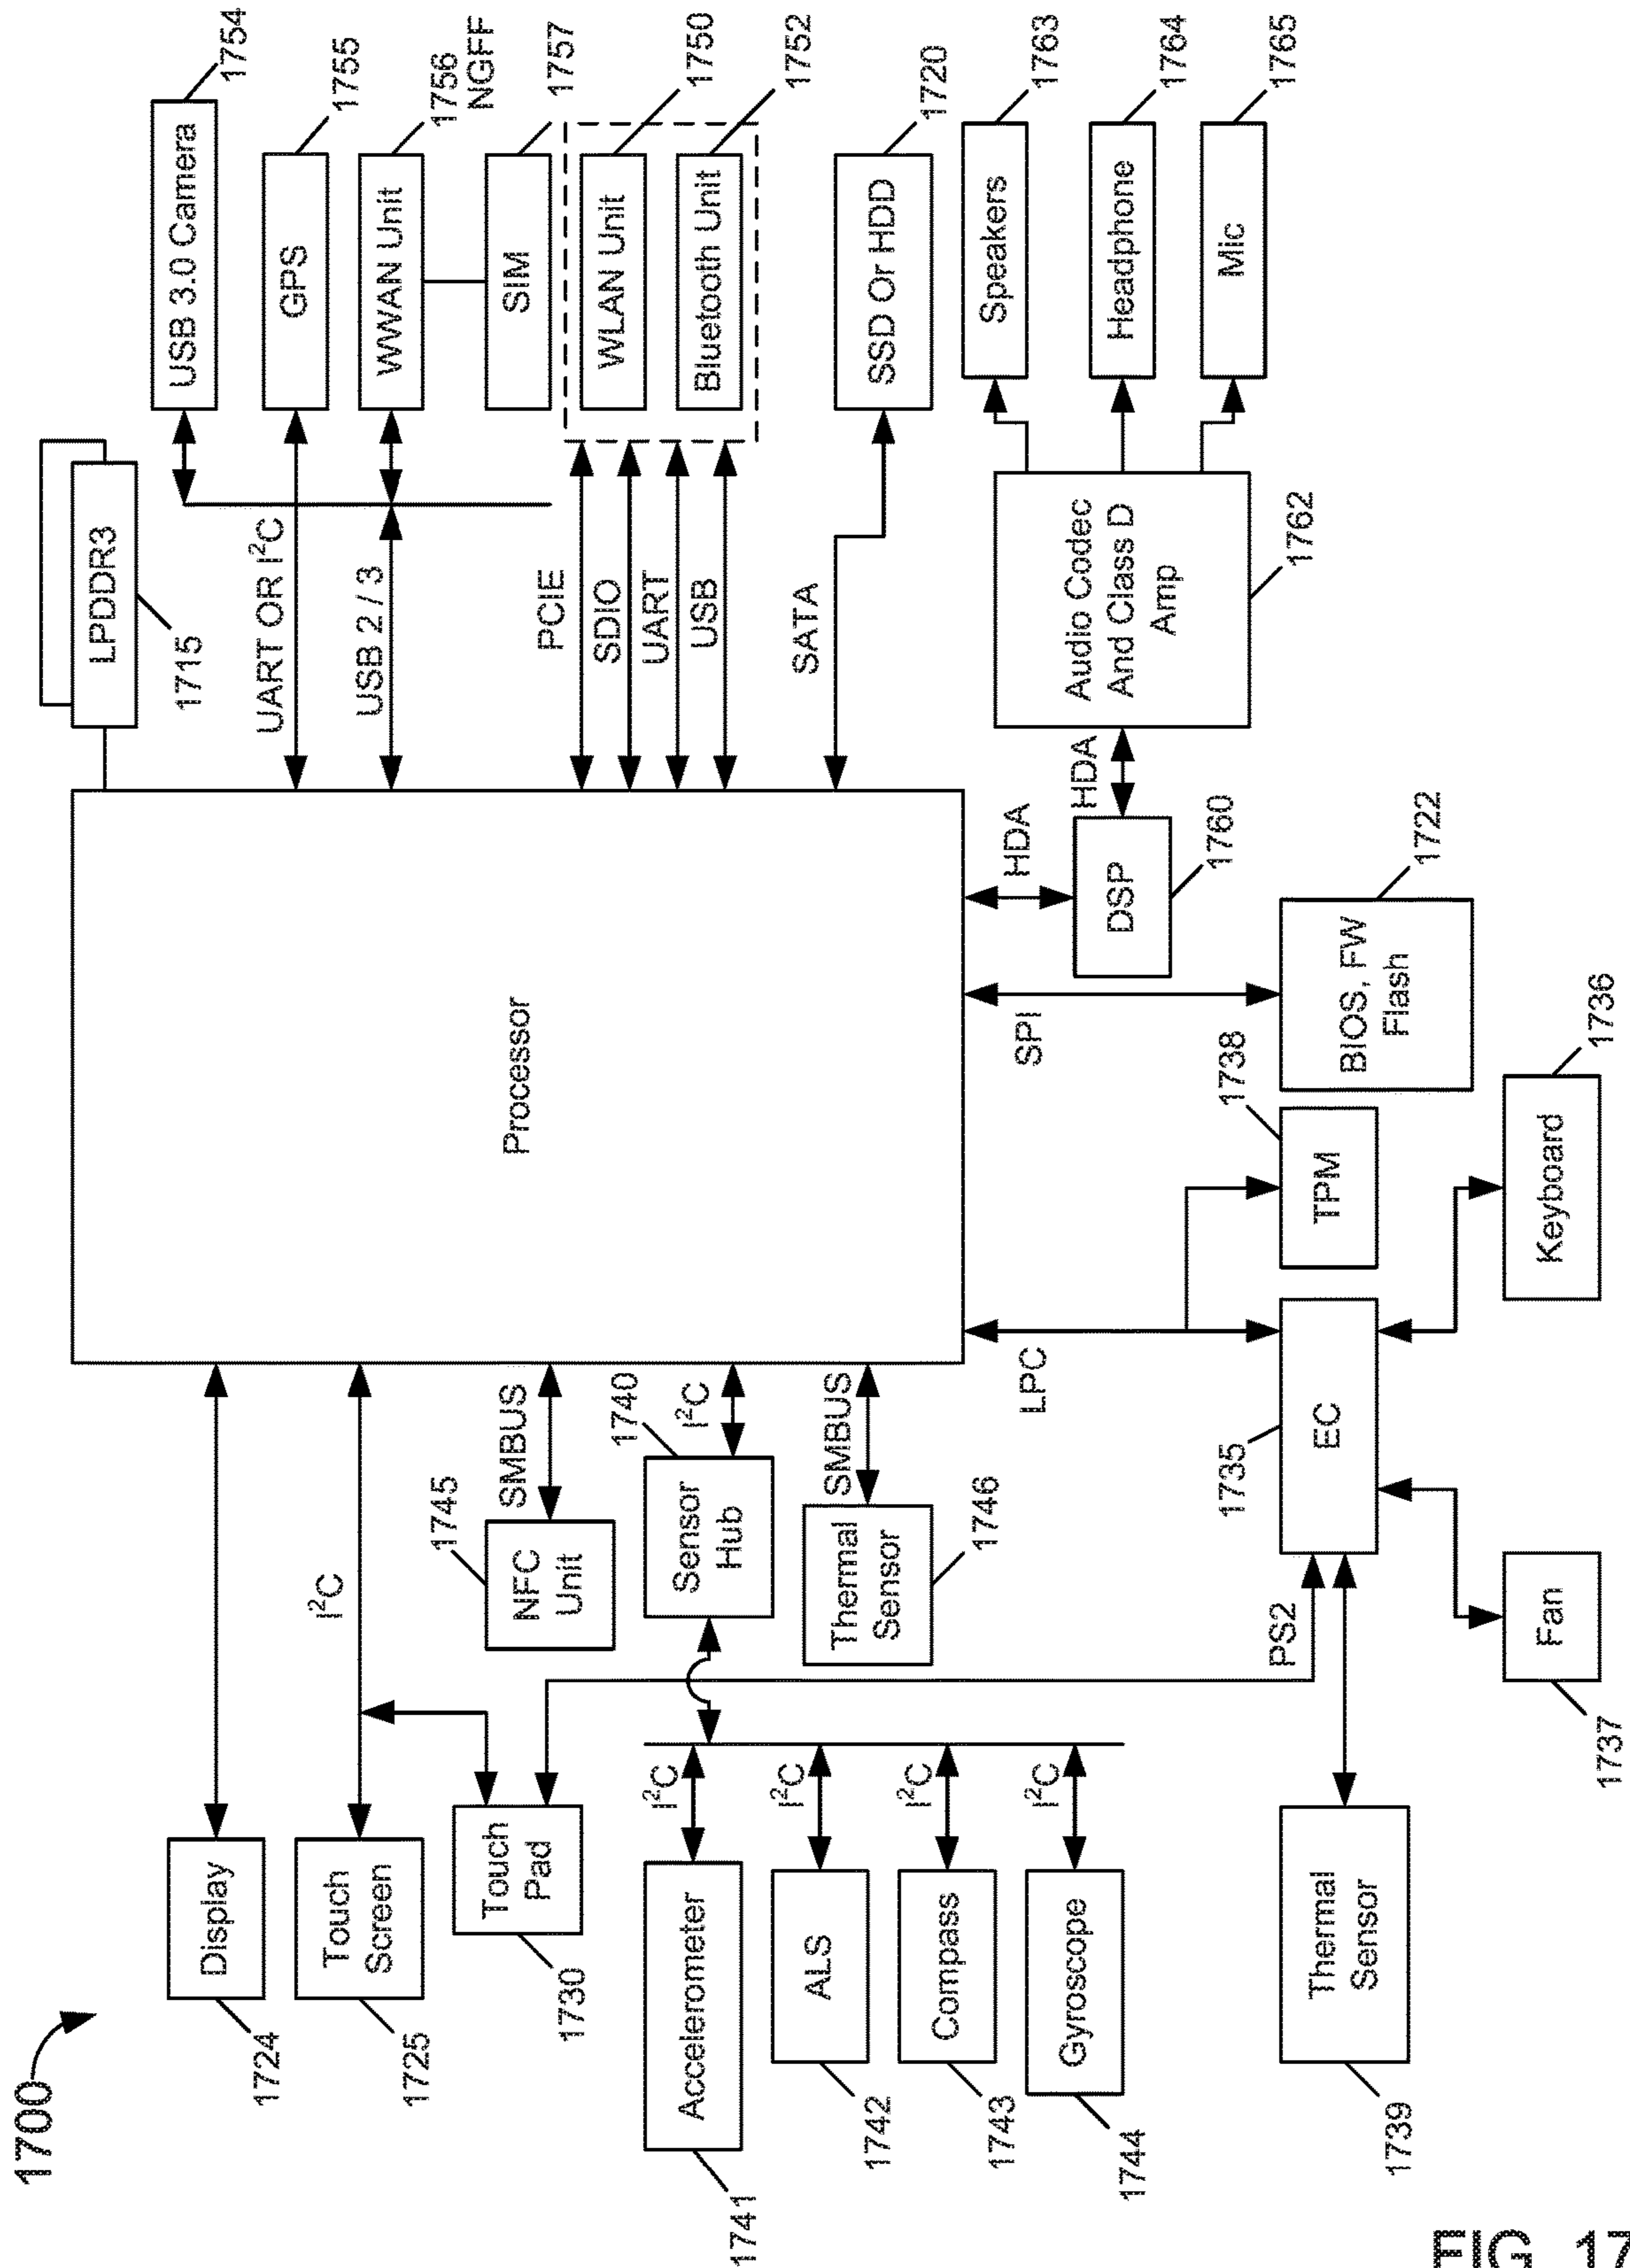 1700
Display
1724
Touch
Screen
1725
I²C
Touch
Pad
1730
NFC
Unit
1745
SMBUS
Sensor
Hub
1740
I²C
Thermal
Sensor
1746
SMBUS
Accelerometer
1741
I²C
ALS
1742
I²C
Compass
1743
I²C
Gyroscope
1744
I²C
Thermal
Sensor
1739
PS2
Fan
1737
EC
1735
LPC
TPM
1738
Keyboard
1736
Processor
SPI
BIOS, FW
Flash
1722
HDA
DSP
1760
HDA
Audio Codec
And Class D
Amp
1762
Speakers
1763
Headphone
1764
Mic
1765
LPDDR3
1715
UART OR I²C
USB 2 / 3
PCIE
SDIO
UART
USB
SATA
USB 3.0 Camera
1754
GPS
1755
WWAN Unit
1756
NGFF
SIM
1757
WLAN Unit
1750
Bluetooth Unit
1752
SSD Or HDD
1720
FIG. 17